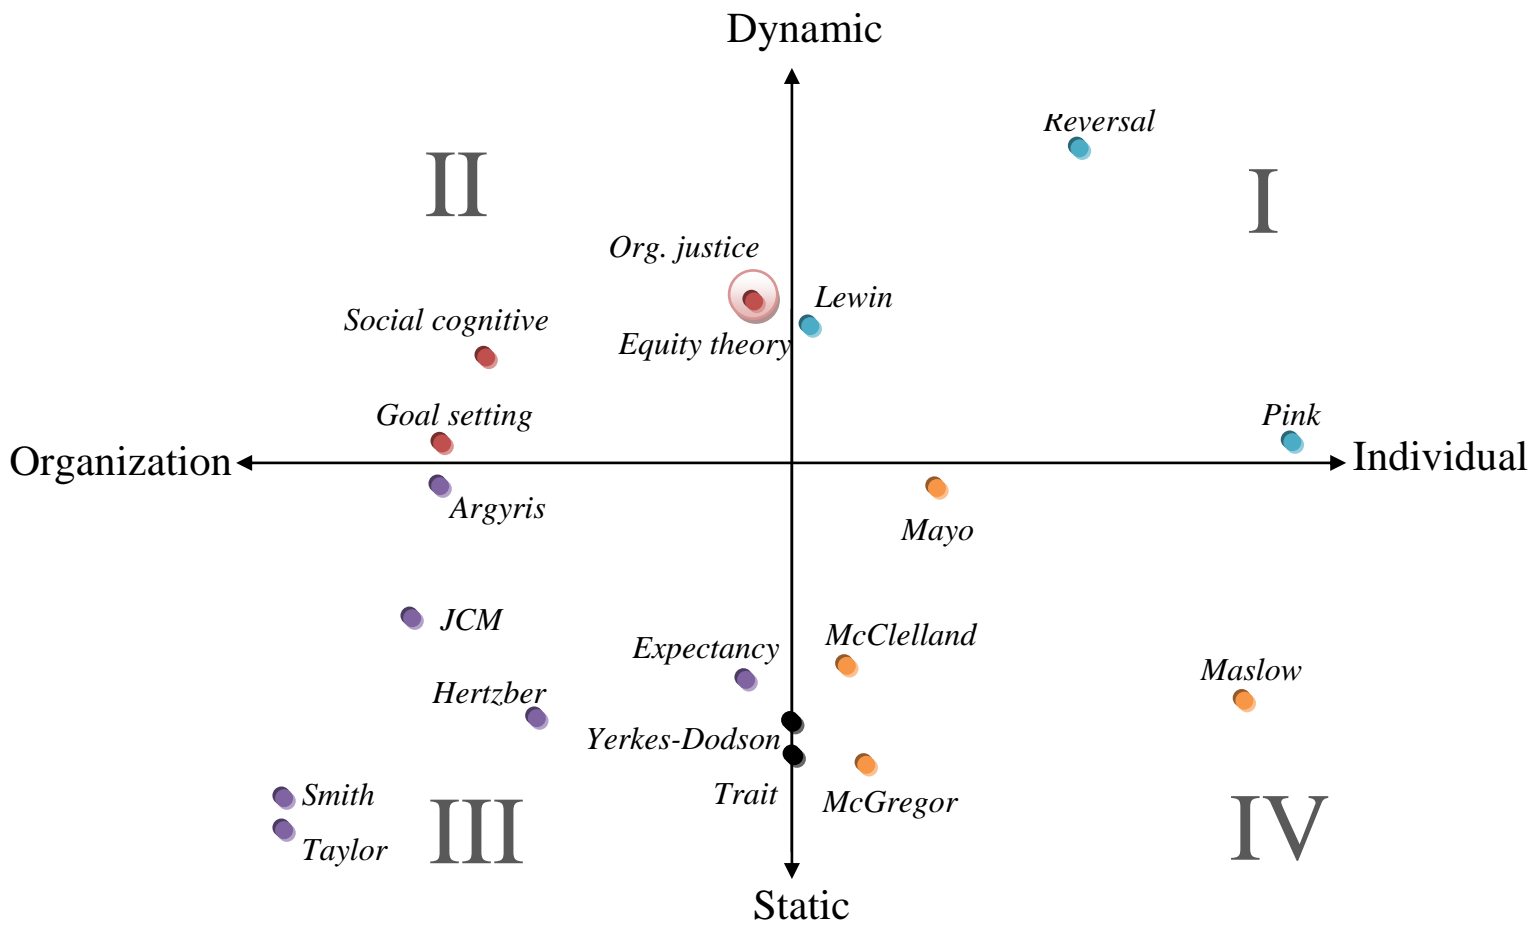 Dynamic
Reversal
II
I
Org. justice
Lewin
Social cognitive
Equity theory
Goal setting
Pink
Organization
Individual
Argyris
Mayo
JCM
McClelland
Expectancy
Maslow
Hertzber
Yerkes-Dodson
Trait
McGregor
Smith
III
IV
Taylor
Static